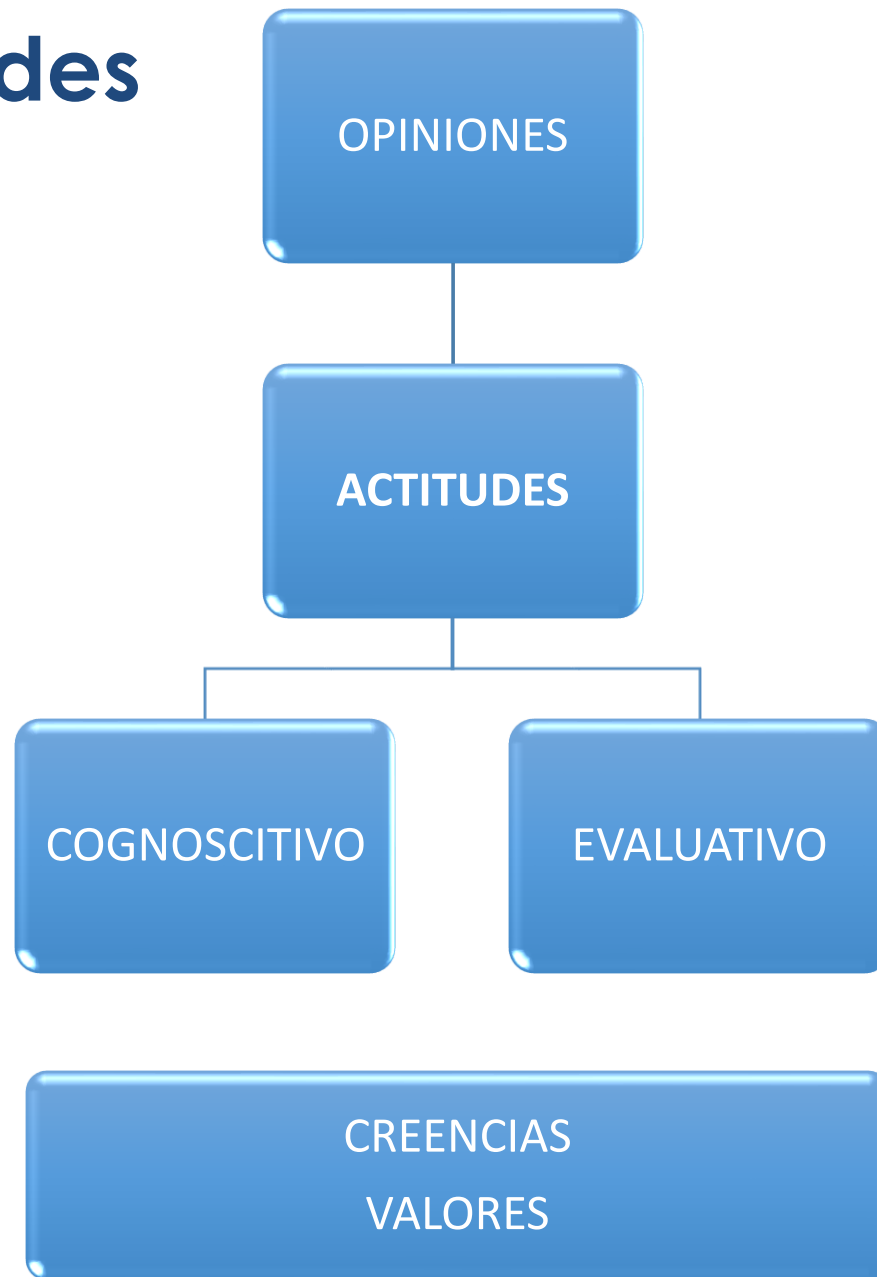 des
OPINIONES
ACTITUDES
COGNOSCITIVO
EVALUATIVO
CREENCIAS
VALORES